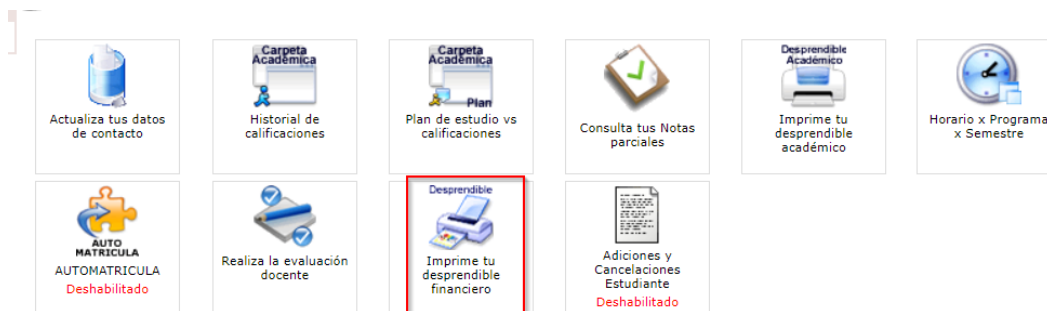 Actualiza tus datos
de contacto
Carpeta
Académica
Historial de
calificaciones
Carpeta
Académica
Plan
Plan de estudio vs
calificaciones
Consulta tus Notas
parciales
Desprendible
Académico
Imprime tu
desprendible
académico
Horario x Programa
x Semestre
AUTO
MATRICULA
AUTOMATRICULA
Deshabilitado
Realiza la evaluación
docente
Desprendible
Imprime tu
desprendible
financiero
Adiciones y
Cancelaciones
Estudiante
Deshabilitado